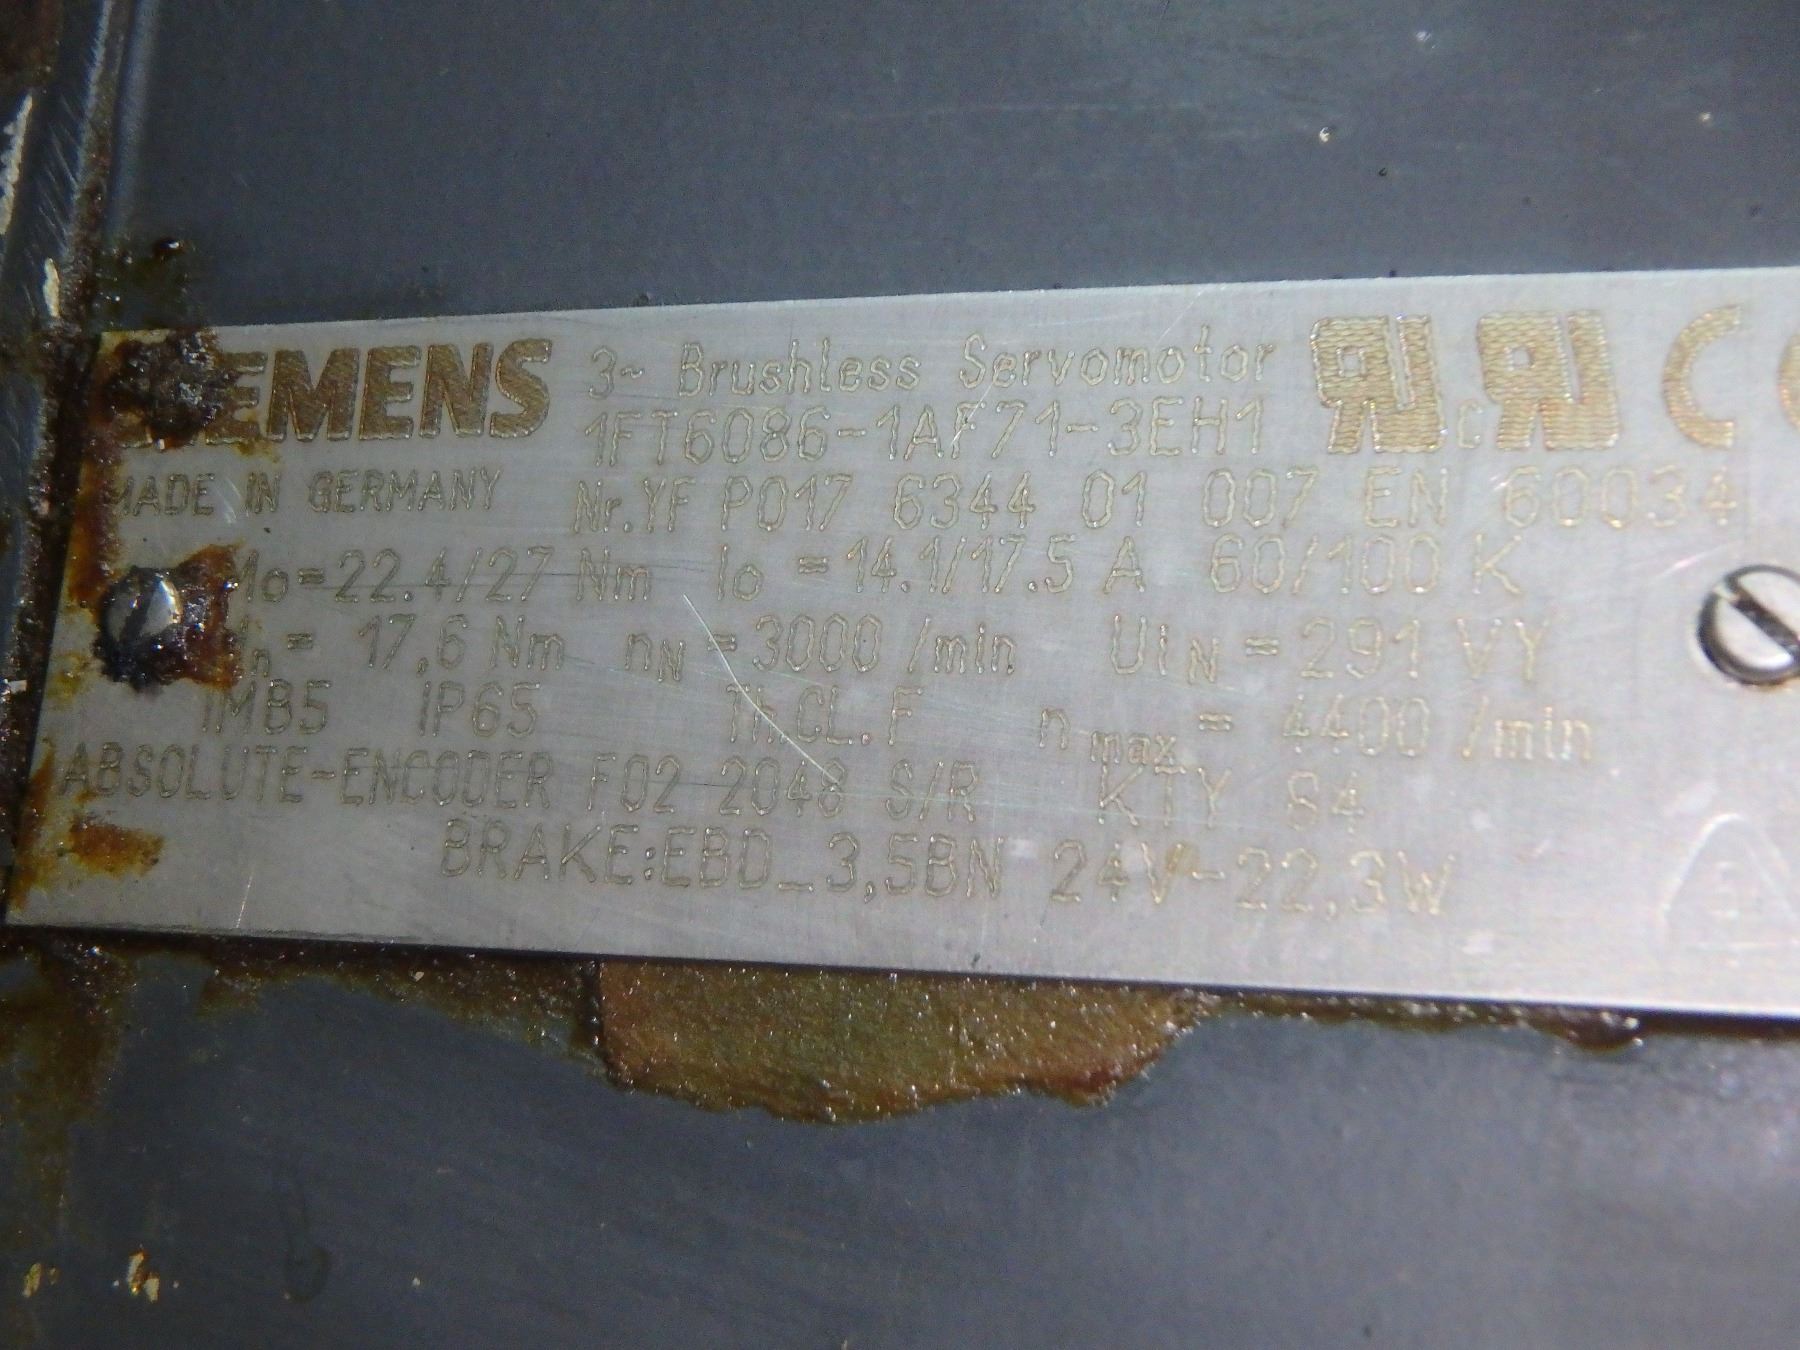 SIEMENS 3~ Brushless Servomotor
1FT6086-1AF71-3EH1 c
MADE IN GERMANY Nr.YF P017 6344 01 007 EN 60034
Mo=22.4/27 Nm Io =14.1/17.5 A 60/100 K
Mn= 17,6 Nm nN =3000 /min UiN =291 VY
IMB5 IP65 Th.CL.F n max = 4400 /min
ABSOLUTE-ENCODER F02 2048 S/R KTY 84
BRAKE:EBD_3,5BN 24V-22,3W